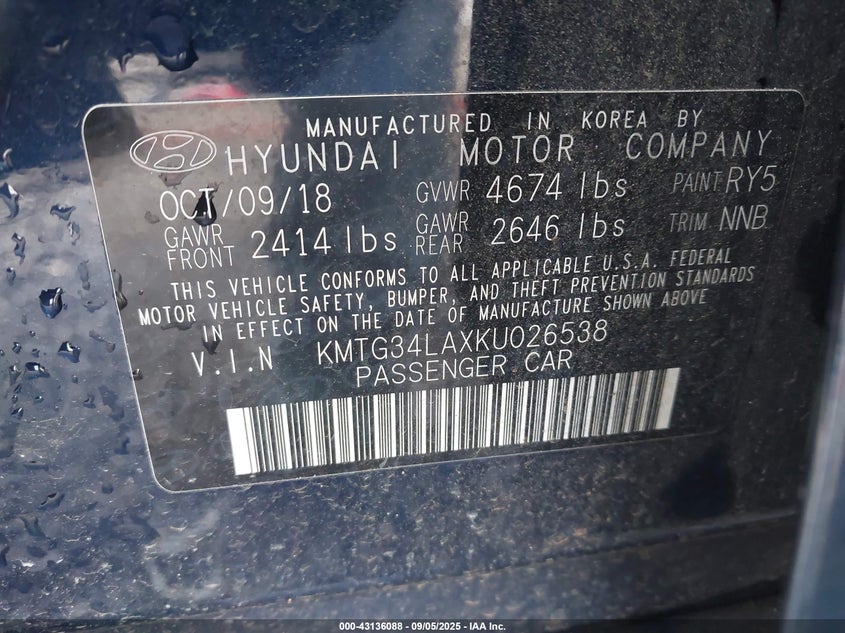 MANUFACTURED IN KOREA BY
HYUNDAI MOTOR COMPANY
OCT/09/18 GVWR 4674 lbs PAINT RY5
GAWR FRONT 2414 lbs GAWR REAR 2646 lbs TRIM NNB
THIS VEHICLE CONFORMS TO ALL APPLICABLE U.S.A. FEDERAL
MOTOR VEHICLE SAFETY, BUMPER, AND THEFT PREVENTION STANDARDS
IN EFFECT ON THE DATE OF MANUFACTURE SHOWN ABOVE
V.I.N KMTG34LAXKU026538
PASSENGER CAR
000-43136088 - 09/05/2025 - IAA Inc.